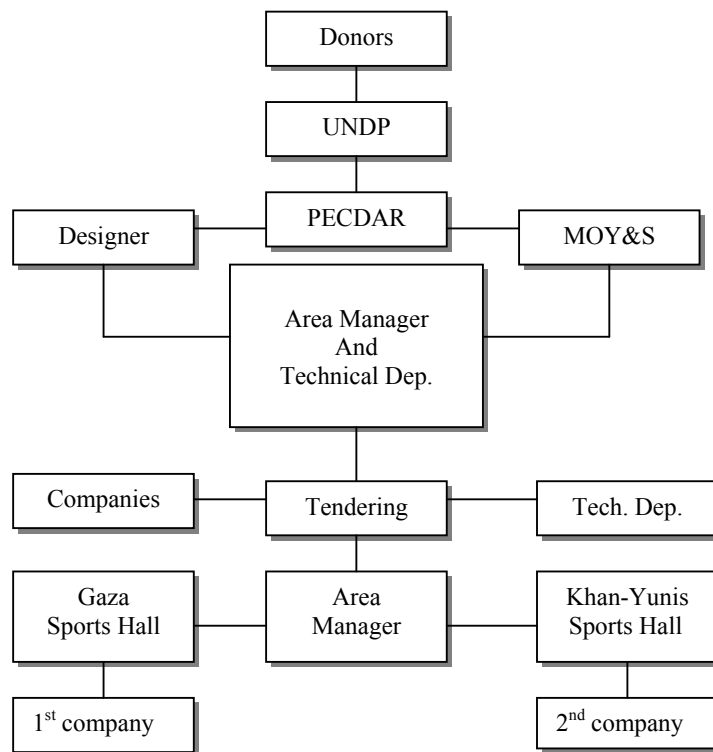 Donors
UNDP
PECDAR
Designer
MOY&S
Area Manager
And
Technical Dep.
Companies
Tendering
Tech. Dep.
Gaza
Sports Hall
Area
Manager
Khan-Yunis
Sports Hall
1st company
2nd company